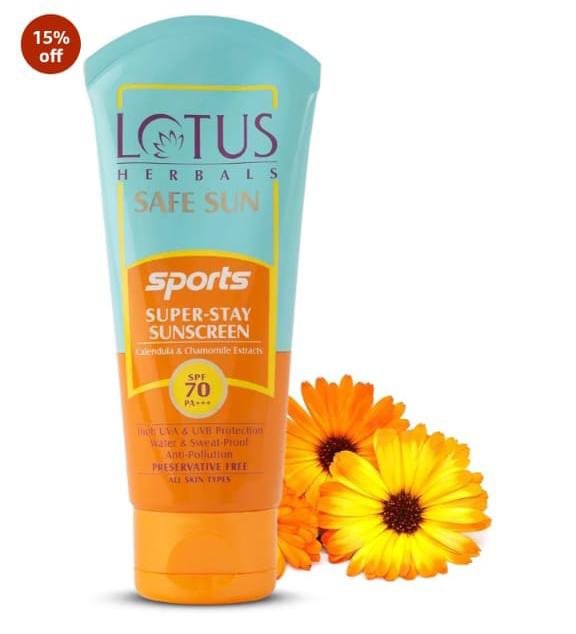 15%
off
LOTUS
HERBALS
SAFE SUN
sports
SUPER-STAY
SUNSCREEN
Calendula & Chamomile Extracts
SPF
70
PA+++
High UVA & UVB Protection
Water & Sweat-Proof
Anti-Pollution
PRESERVATIVE FREE
ALL SKIN TYPES